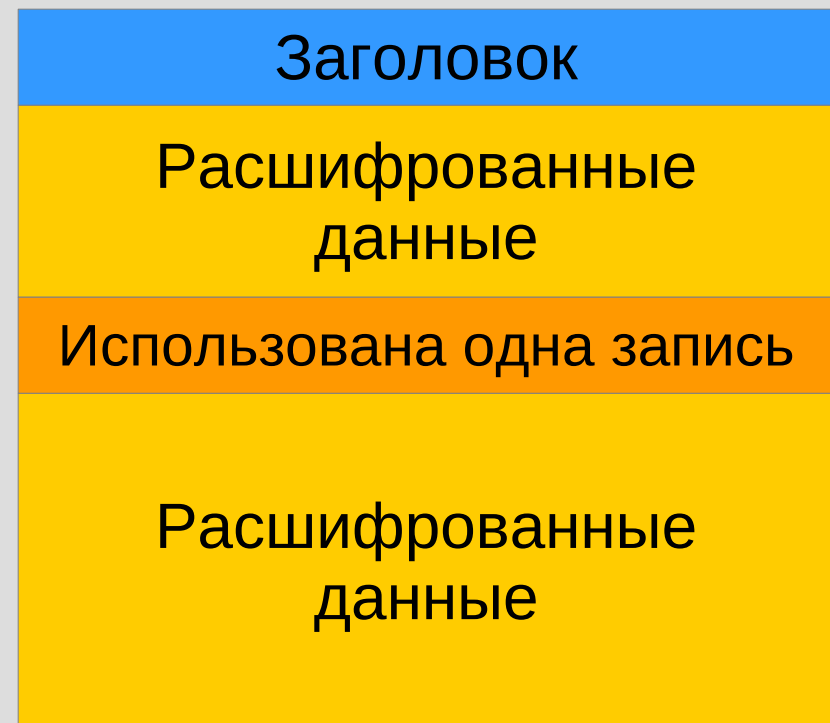 Заголовок
Расшифрованные
данные
Использована одна запись
Расшифрованные
данные